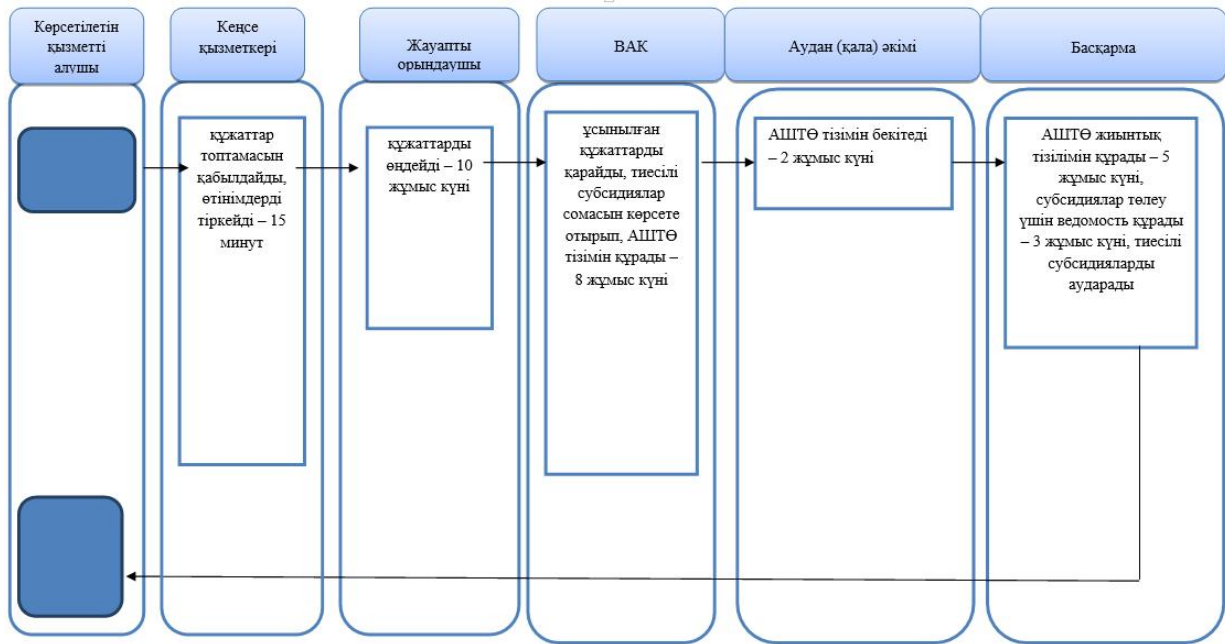 Көрсетілетін
қызметті
алушы
Кеңсе
қызметкері
Жауапты
орындаушы
ВАК
Аудан (қала) әкімі
Басқарма
құжаттар
топтамасын
қабылдайды,
өтінімдерді
тіркейді – 15
минут
құжаттарды
өңдейді – 10
жұмыс күні
ұсынылған
құжаттарды
қарайды, тиесілі
субсидиялар
сомасын көрсете
отырып, АШТӨ
тізімін құрады –
8 жұмыс күні
АШТӨ тізімін бекітеді
– 2 жұмыс күні
АШТӨ жиынтық
тізілімін құрады – 5
жұмыс күні,
субсидиялар төлеу
үшін ведомость құрады
– 3 жұмыс күні, тиесілі
субсидияларды
аударады